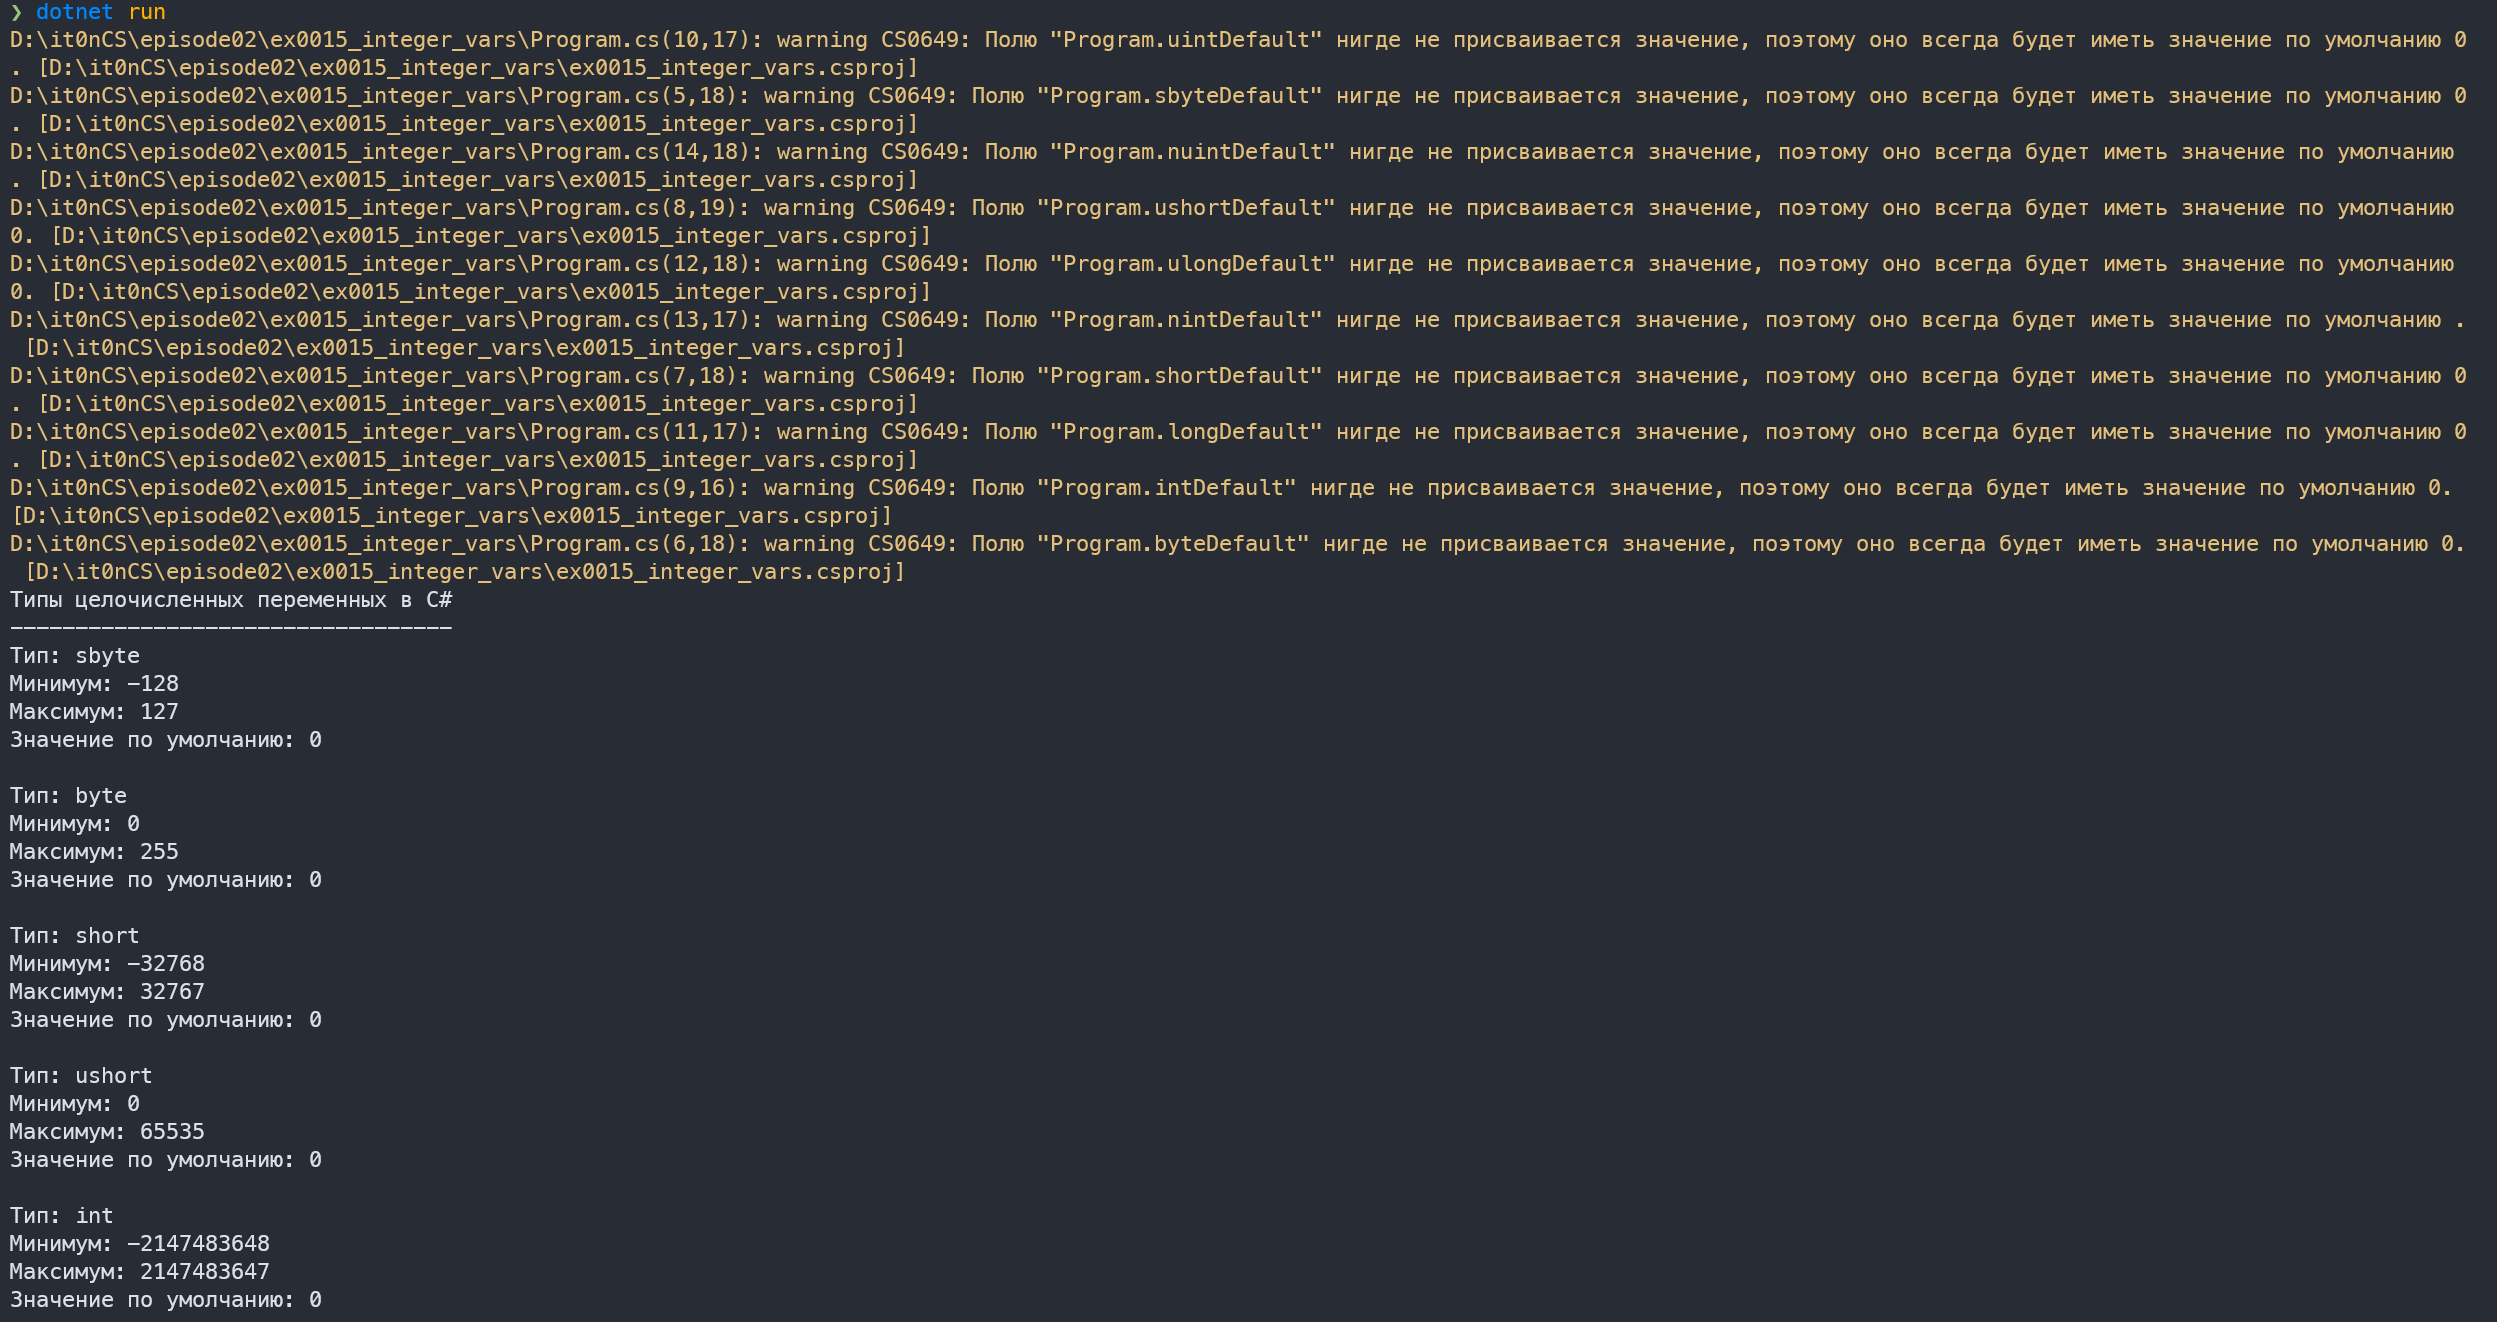 ❯ dotnet run
D:\it0nCS\episode02\ex0015_integer_vars\Program.cs(10,17): warning CS0649: Полю "Program.uintDefault" нигде не присваивается значение, поэтому оно всегда будет иметь значение по умолчанию 0
. [D:\it0nCS\episode02\ex0015_integer_vars\ex0015_integer_vars.csproj]
D:\it0nCS\episode02\ex0015_integer_vars\Program.cs(5,18): warning CS0649: Полю "Program.sbyteDefault" нигде не присваивается значение, поэтому оно всегда будет иметь значение по умолчанию 0
. [D:\it0nCS\episode02\ex0015_integer_vars\ex0015_integer_vars.csproj]
D:\it0nCS\episode02\ex0015_integer_vars\Program.cs(14,18): warning CS0649: Полю "Program.nuintDefault" нигде не присваивается значение, поэтому оно всегда будет иметь значение по умолчанию
. [D:\it0nCS\episode02\ex0015_integer_vars\ex0015_integer_vars.csproj]
D:\it0nCS\episode02\ex0015_integer_vars\Program.cs(8,19): warning CS0649: Полю "Program.ushortDefault" нигде не присваивается значение, поэтому оно всегда будет иметь значение по умолчанию
0. [D:\it0nCS\episode02\ex0015_integer_vars\ex0015_integer_vars.csproj]
D:\it0nCS\episode02\ex0015_integer_vars\Program.cs(12,18): warning CS0649: Полю "Program.ulongDefault" нигде не присваивается значение, поэтому оно всегда будет иметь значение по умолчанию
0. [D:\it0nCS\episode02\ex0015_integer_vars\ex0015_integer_vars.csproj]
D:\it0nCS\episode02\ex0015_integer_vars\Program.cs(13,17): warning CS0649: Полю "Program.nintDefault" нигде не присваивается значение, поэтому оно всегда будет иметь значение по умолчанию .
[D:\it0nCS\episode02\ex0015_integer_vars\ex0015_integer_vars.csproj]
D:\it0nCS\episode02\ex0015_integer_vars\Program.cs(7,18): warning CS0649: Полю "Program.shortDefault" нигде не присваивается значение, поэтому оно всегда будет иметь значение по умолчанию 0
. [D:\it0nCS\episode02\ex0015_integer_vars\ex0015_integer_vars.csproj]
D:\it0nCS\episode02\ex0015_integer_vars\Program.cs(11,17): warning CS0649: Полю "Program.longDefault" нигде не присваивается значение, поэтому оно всегда будет иметь значение по умолчанию 0
. [D:\it0nCS\episode02\ex0015_integer_vars\ex0015_integer_vars.csproj]
D:\it0nCS\episode02\ex0015_integer_vars\Program.cs(9,16): warning CS0649: Полю "Program.intDefault" нигде не присваивается значение, поэтому оно всегда будет иметь значение по умолчанию 0.
[D:\it0nCS\episode02\ex0015_integer_vars\ex0015_integer_vars.csproj]
D:\it0nCS\episode02\ex0015_integer_vars\Program.cs(6,18): warning CS0649: Полю "Program.byteDefault" нигде не присваивается значение, поэтому оно всегда будет иметь значение по умолчанию 0.
[D:\it0nCS\episode02\ex0015_integer_vars\ex0015_integer_vars.csproj]
Типы целочисленных переменных в C#
----------------------------------
Тип: sbyte
Минимум: -128
Максимум: 127
Значение по умолчанию: 0

Тип: byte
Минимум: 0
Максимум: 255
Значение по умолчанию: 0

Тип: short
Минимум: -32768
Максимум: 32767
Значение по умолчанию: 0

Тип: ushort
Минимум: 0
Максимум: 65535
Значение по умолчанию: 0

Тип: int
Минимум: -2147483648
Максимум: 2147483647
Значение по умолчанию: 0